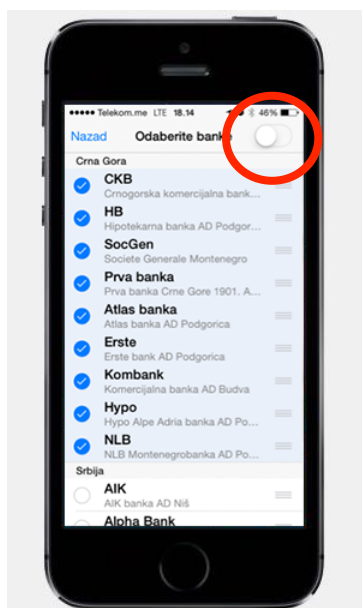 Telekom.me LTE 18.14 46%
Nazad Odaberite banke
Crna Gora
CKB
Crnogorska komercijalna bank...
HB
Hipotekarna banka AD Podgor...
SocGen
Societe Generale Montenegro
Prva banka
Prva banka Crne Gore 1901. A...
Atlas banka
Atlas banka AD Podgorica
Erste
Erste bank AD Podgorica
Kombank
Komercijalna banka AD Budva
Hypo
Hypo Alpe Adria banka AD Po...
NLB
NLB Montenegrobanka AD Po...
Srbija
AIK
AIK banka AD Niš
Alpha Bank